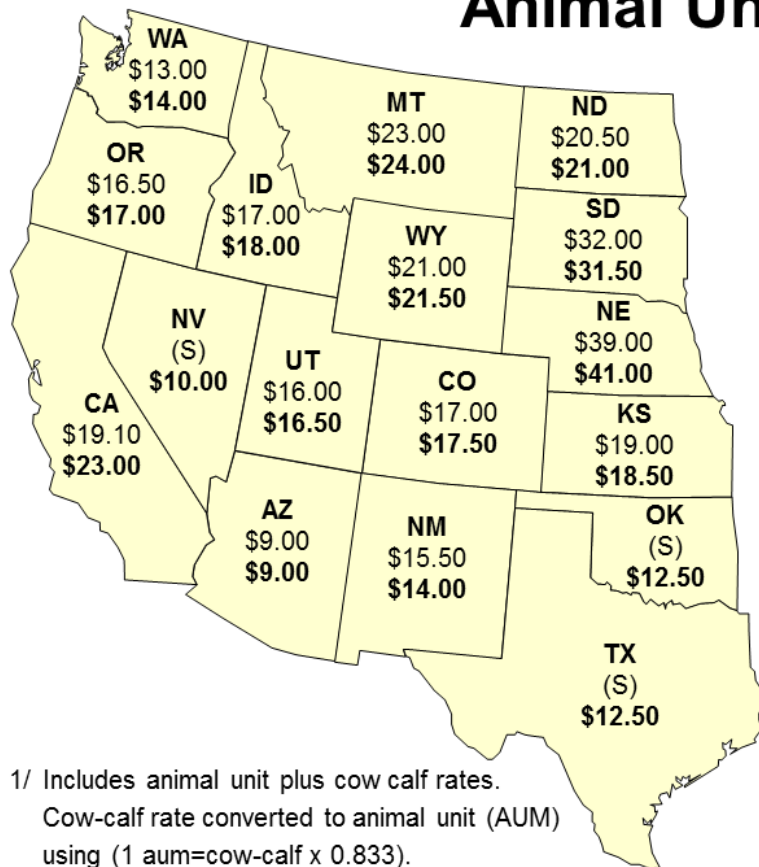 Animal Un
WA
$13.00
$14.00
MT
$23.00
$24.00
ND
$20.50
$21.00
OR
$16.50
$17.00
ID
$17.00
$18.00
WY
$21.00
$21.50
SD
$32.00
$31.50
NE
$39.00
$41.00
NV
(S)
$10.00
UT
$16.00
$16.50
CO
$17.00
$17.50
CA
$19.10
$23.00
KS
$19.00
$18.50
AZ
$9.00
$9.00
NM
$15.50
$14.00
OK
(S)
$12.50
TX
(S)
$12.50
1/ Includes animal unit plus cow calf rates.
Cow-calf rate converted to animal unit (AUM)
using (1 aum=cow-calf x 0.833).